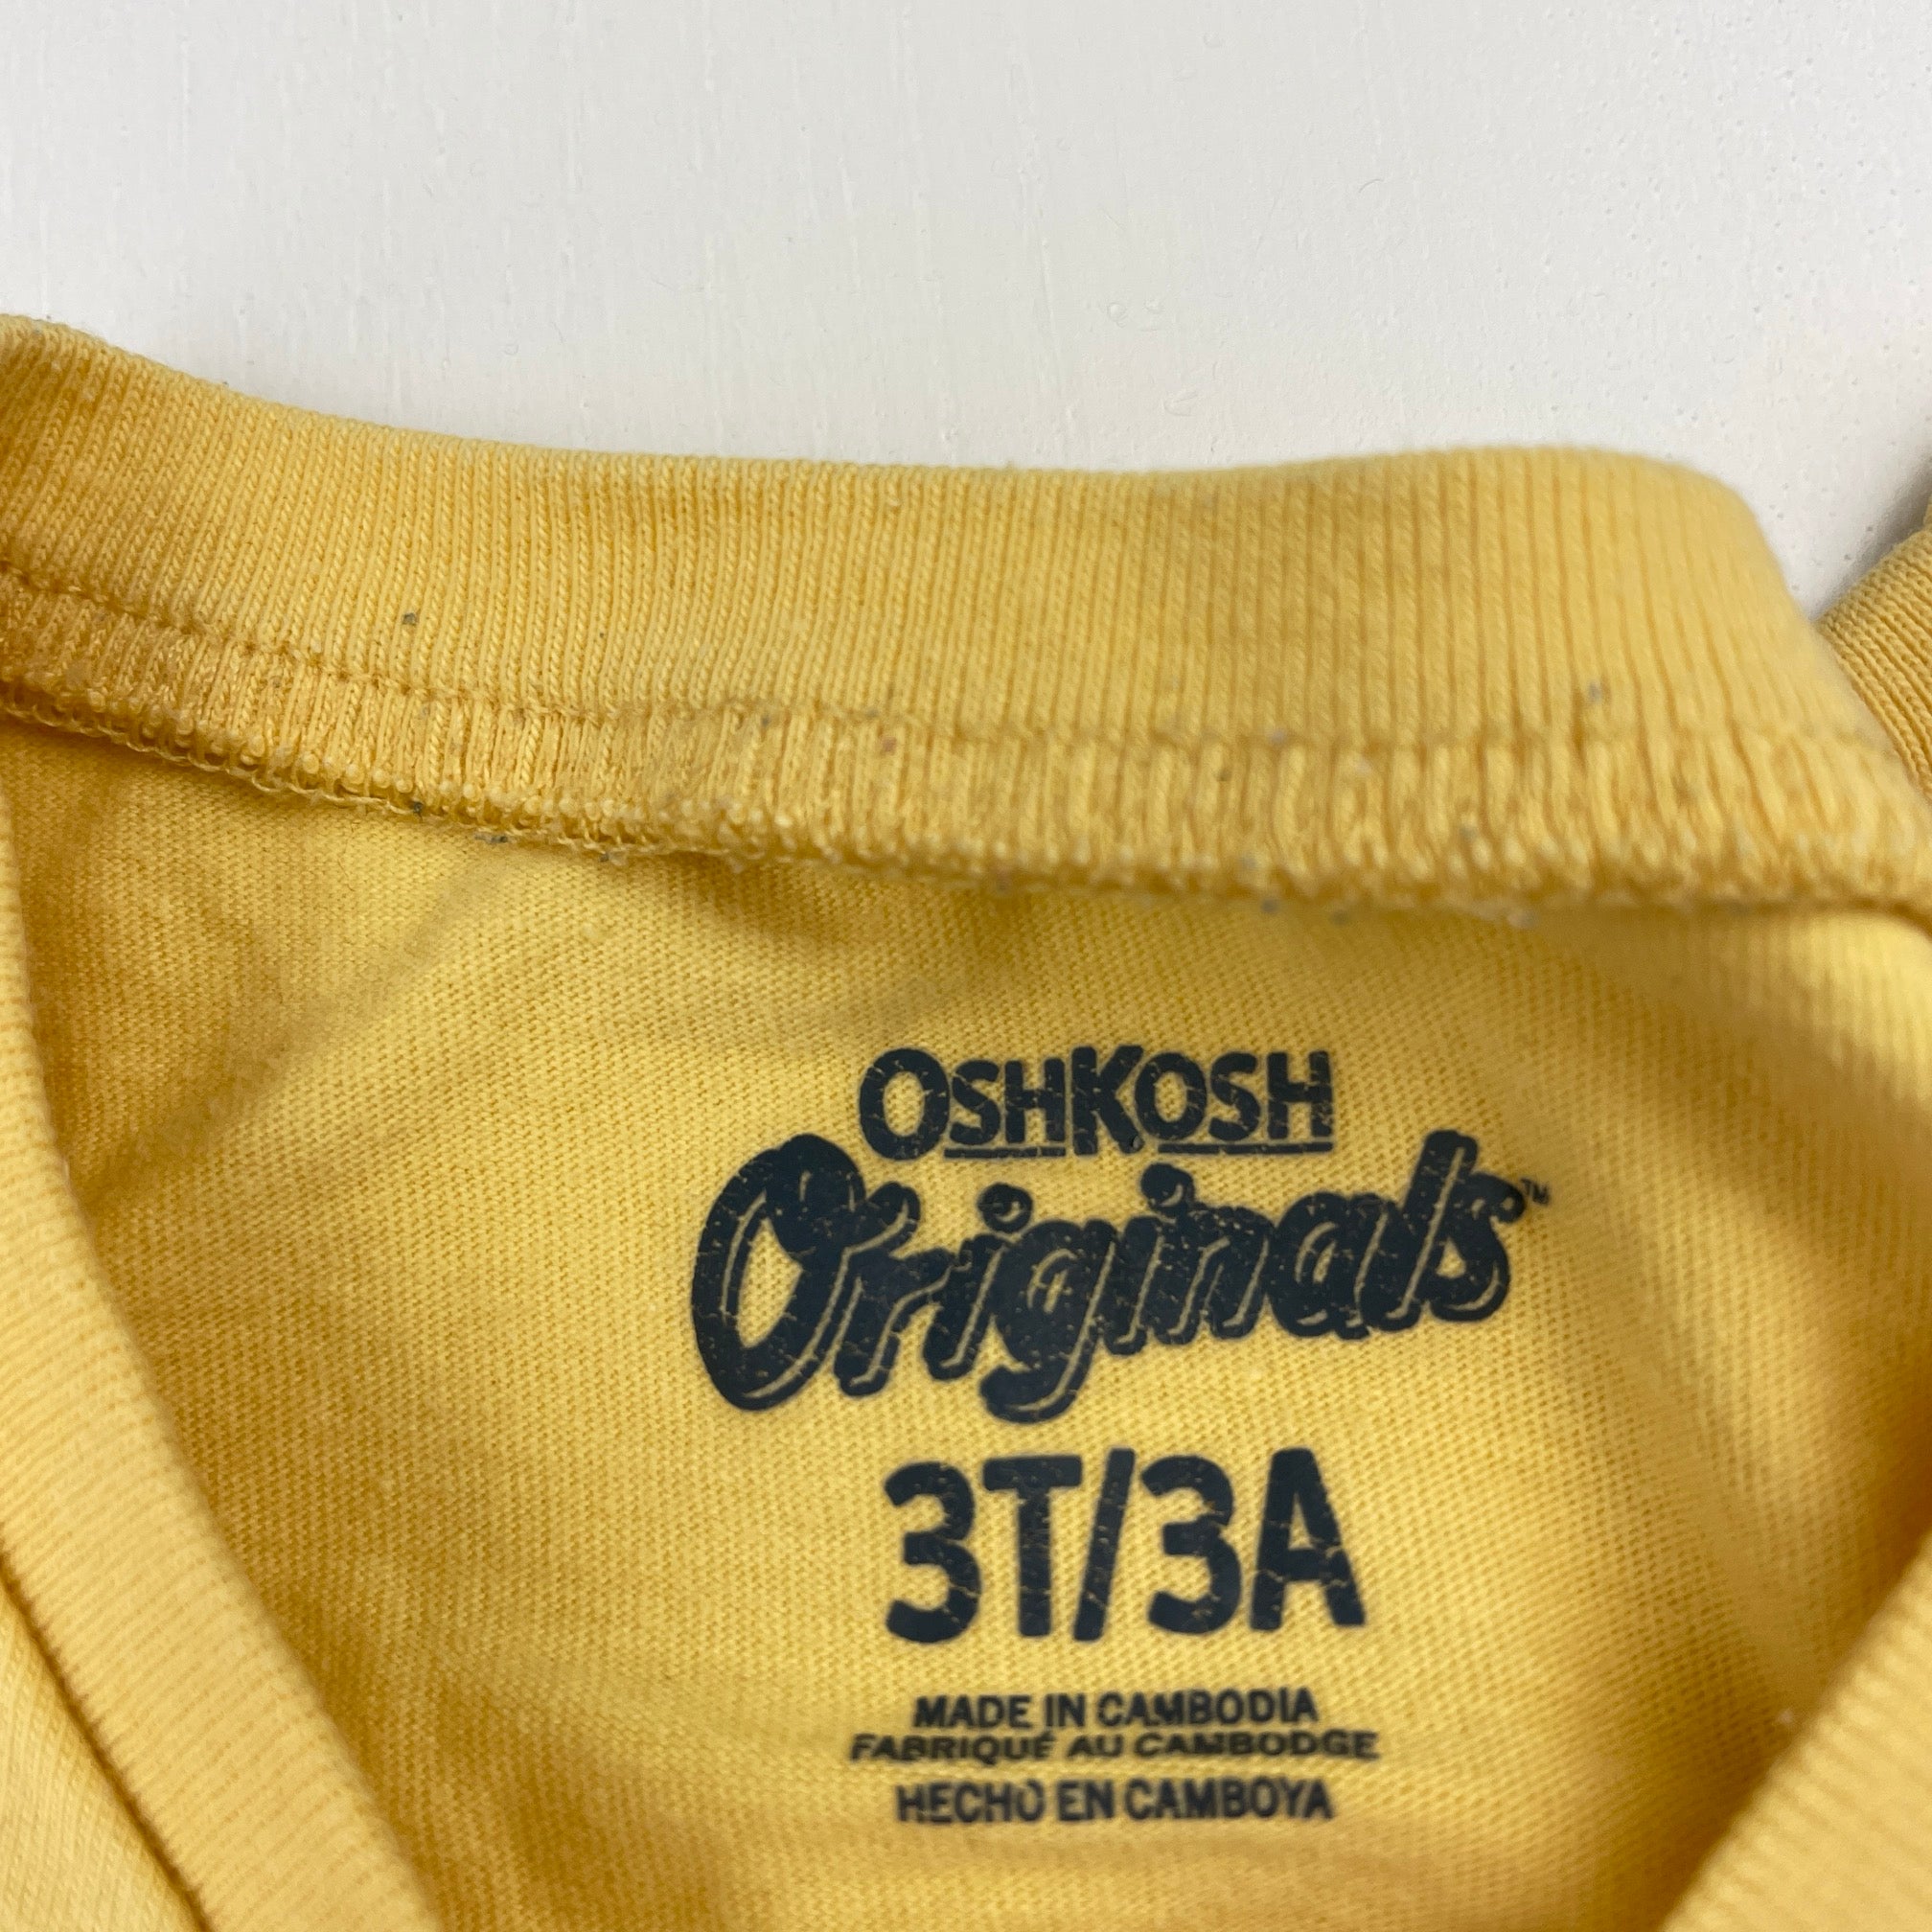 OSHKOSH
Originals™
3T/3A
MADE IN CAMBODIA
FABRIQUÉ AU CAMBODGE
HECHO EN CAMBOYA